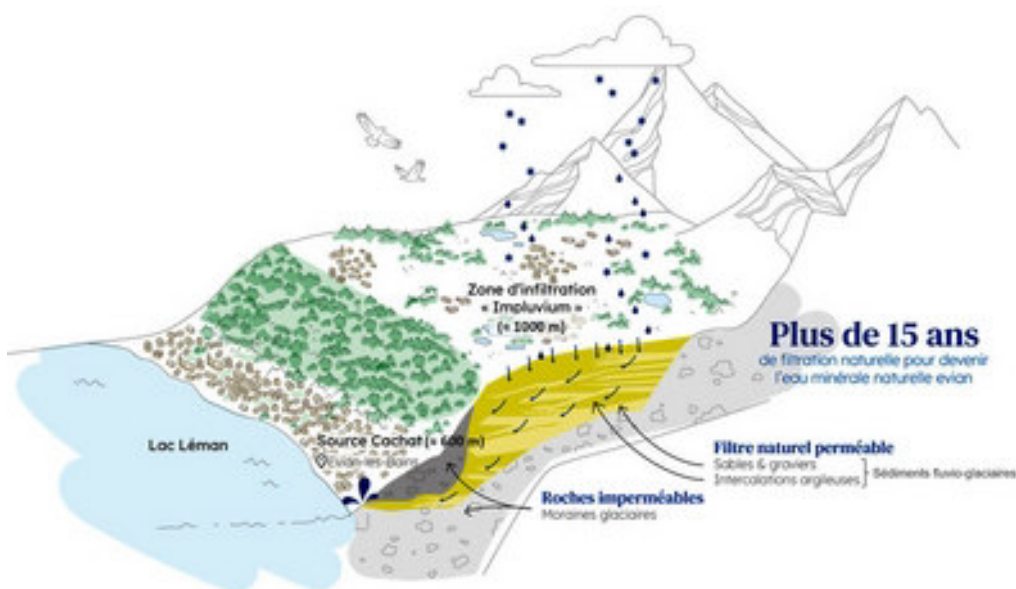 Zone d'infiltration
« Impluvium »
(≈ 1000 m)
Plus de 15 ans
de filtration naturelle pour devenir
l'eau minérale naturelle evian
Lac Léman
Source Cachat (≈ 600 m)
Evian-les-Bains
Filtre naturel perméable
Sables & graviers
Intercalations argileuses
Sédiments fluvio-glaciaires
Roches imperméables
Moraines glaciaires